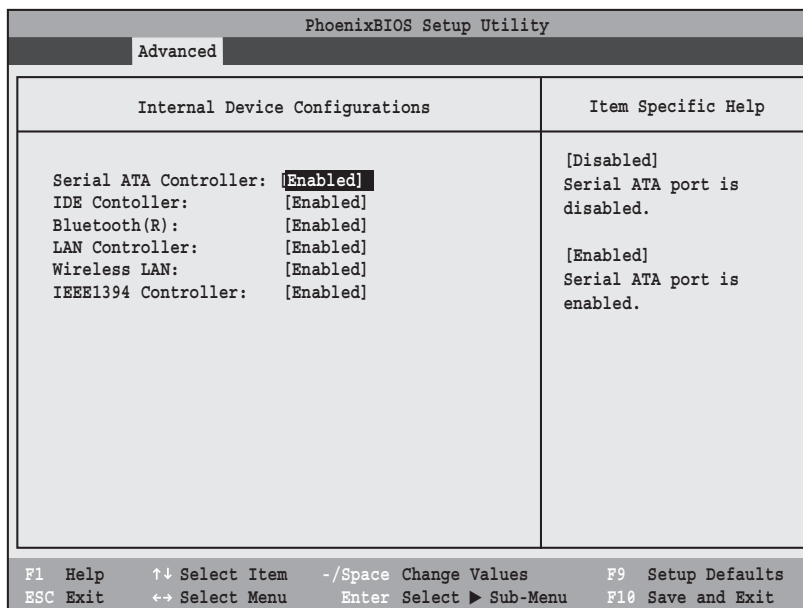 PhoenixBIOS Setup Utility
Advanced
Internal Device Configurations
Item Specific Help
Serial ATA Controller: [Enabled]
IDE Contoller: [Enabled]
Bluetooth(R): [Enabled]
LAN Controller: [Enabled]
Wireless LAN: [Enabled]
IEEE1394 Controller: [Enabled]
[Disabled]
Serial ATA port is
disabled.
[Enabled]
Serial ATA port is
enabled.
F1 Help ↑↓ Select Item -/Space Change Values F9 Setup Defaults
ESC Exit ←→ Select Menu Enter Select ▶ Sub-Menu F10 Save and Exit